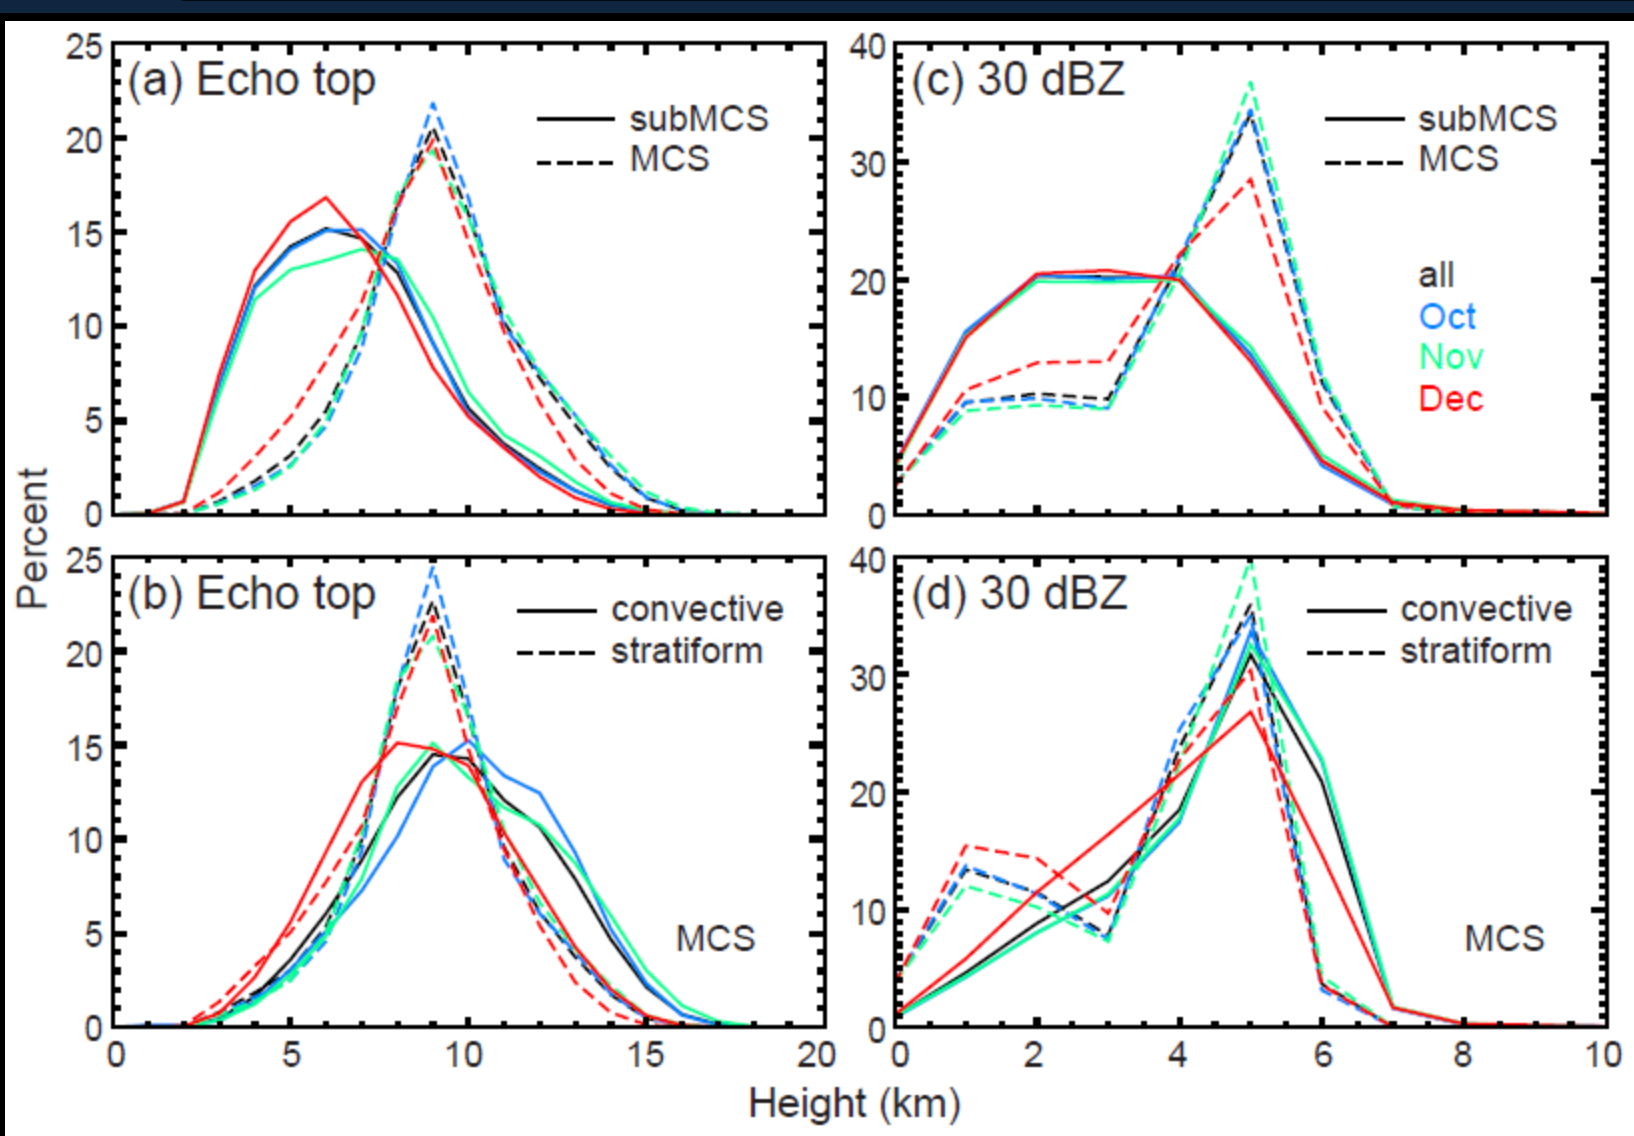 (a) Echo top
subMCS
MCS
25
20
15
10
5
0
(c) 30 dBZ
subMCS
MCS
all
Oct
Nov
Dec
40
30
20
10
0
Percent
(b) Echo top
convective
stratiform
MCS
25
20
15
10
5
0
0 5 10 15 20
(d) 30 dBZ
convective
stratiform
MCS
40
30
20
10
0
0 2 4 6 8 10
Height (km)